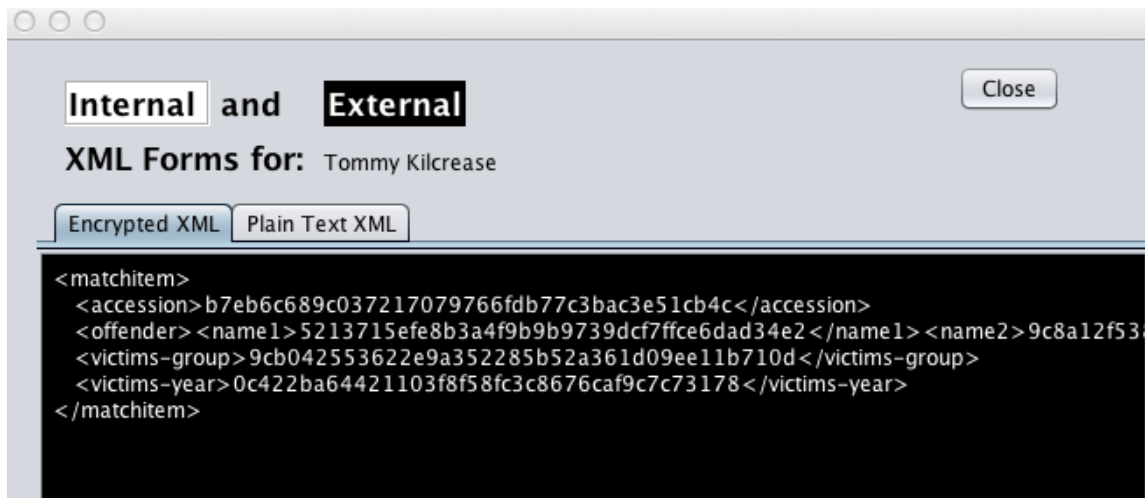 Internal and External
Close
XML Forms for: Tommy Kilcrease
Encrypted XML Plain Text XML
<matchitem>
<accession>b7eb6c689c037217079766fdb77c3bac3e51cb4c</accession>
<offender><name1>5213715efe8b3a4f9b9b9739dcf7ffce6dad34e2</name1><name2>9c8a12f53
<victims-group>9cb042553622e9a352285b52a361d09ee11b710d</victims-group>
<victims-year>0c422ba64421103f8f58fc3c8676caf9c7c73178</victims-year>
</matchitem>